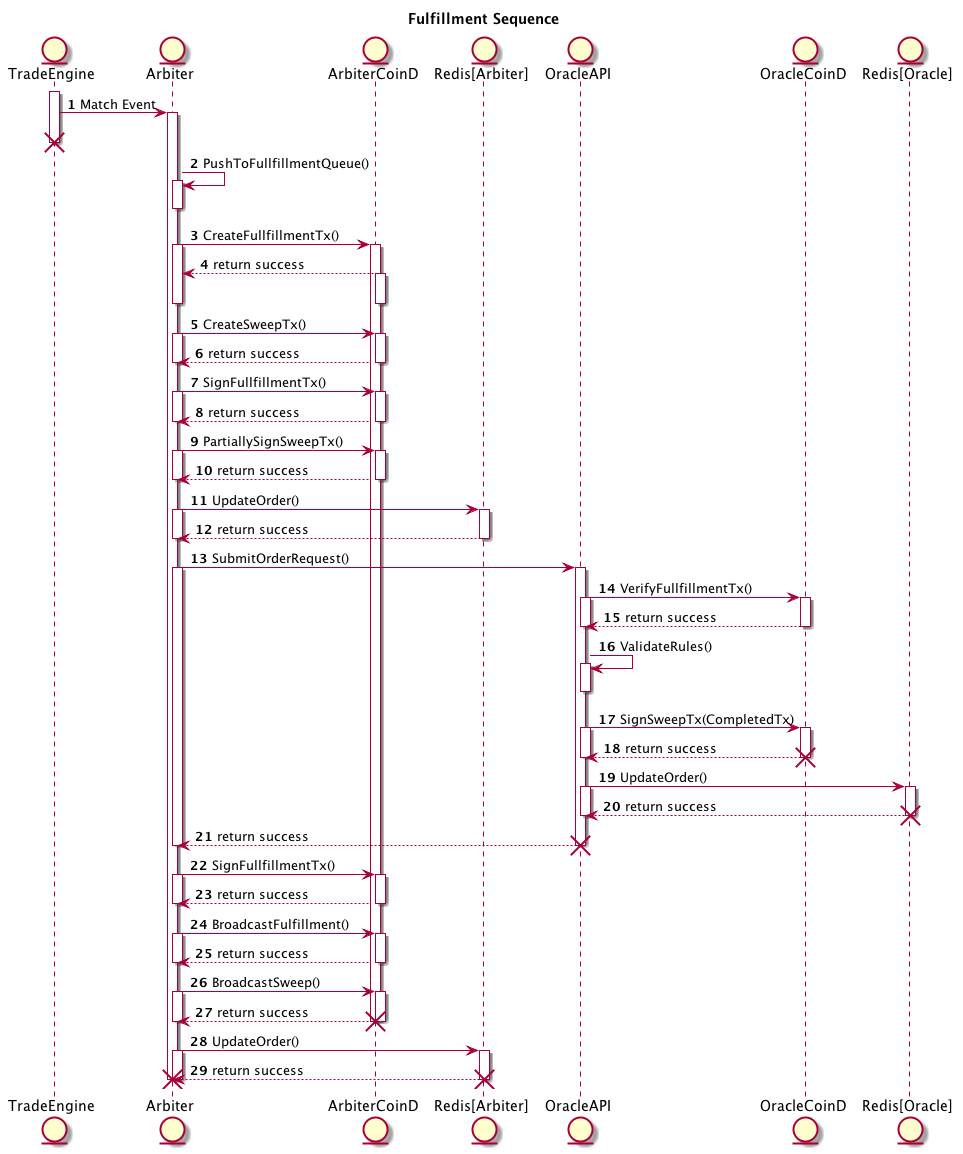 Fulfillment Sequence
TradeEngine Arbiter ArbiterCoinD Redis[Arbiter] OracleAPI OracleCoinD Redis[Oracle]
1 Match Event
2 PushToFullfillmentQueue()
3 CreateFullfillmentTx()
4 return success
5 CreateSweepTx()
6 return success
7 SignFullfillmentTx()
8 return success
9 PartiallySignSweepTx()
10 return success
11 UpdateOrder()
12 return success
13 SubmitOrderRequest()
14 VerifyFullfillmentTx()
15 return success
16 ValidateRules()
17 SignSweepTx(CompletedTx)
18 return success
19 UpdateOrder()
20 return success
21 return success
22 SignFullfillmentTx()
23 return success
24 BroadcastFulfillment()
25 return success
26 BroadcastSweep()
27 return success
28 UpdateOrder()
29 return success
TradeEngine Arbiter ArbiterCoinD Redis[Arbiter] OracleAPI OracleCoinD Redis[Oracle]